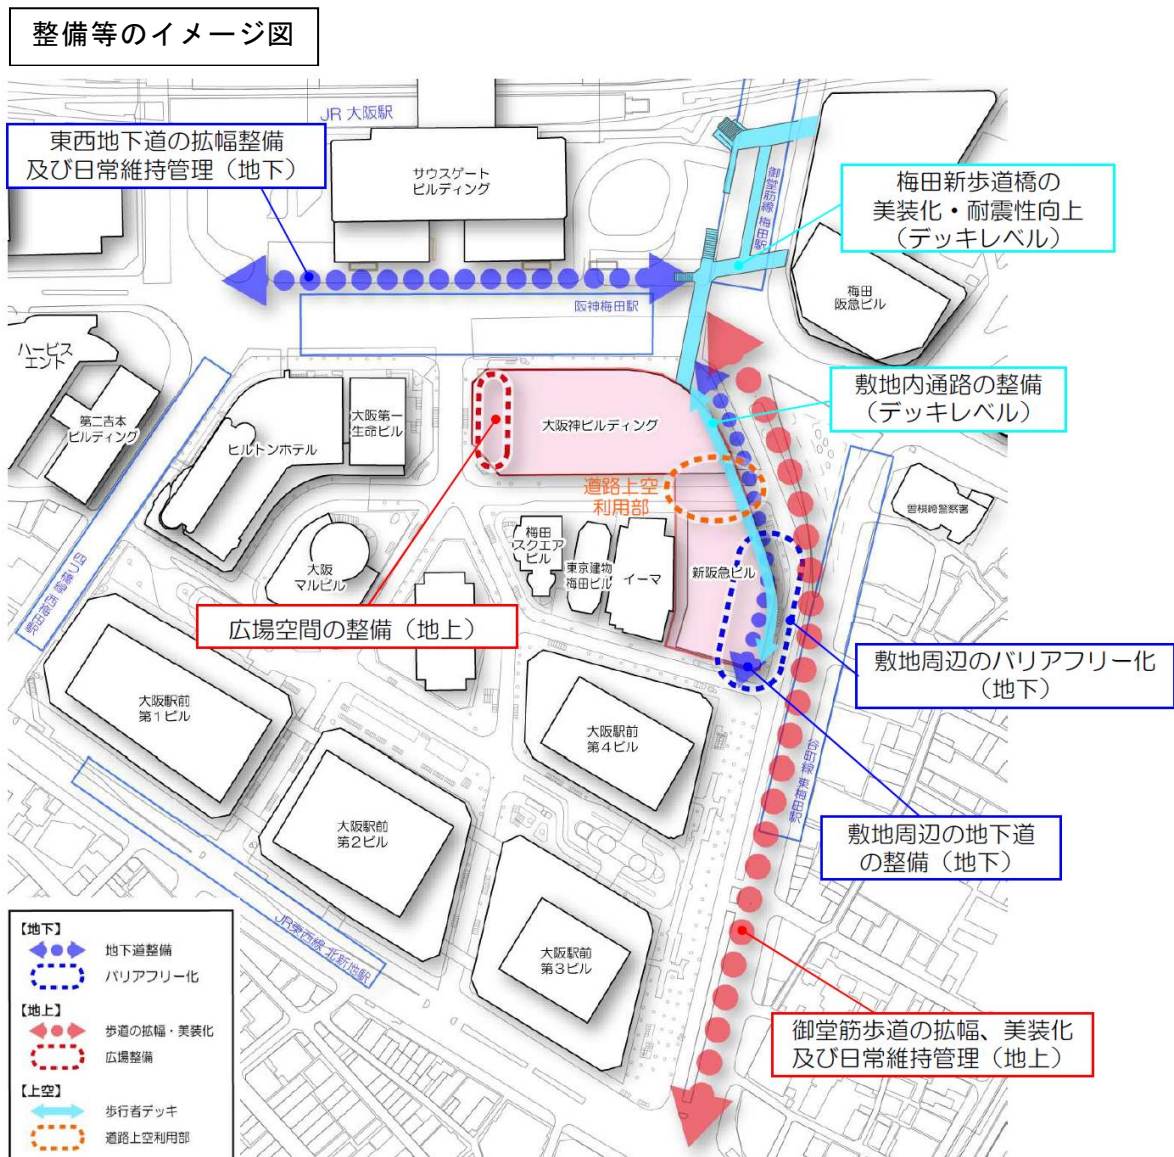 整備等のイメージ図
JR 大阪駅
東西地下道の拡幅整備
及び日常維持管理（地下）
サウスゲート
ビルディング
御堂筋線 梅田駅
梅田新歩道橋の
美装化・耐震性向上
（デッキレベル）
阪神梅田駅
梅田
阪急ビル
ハービス
エント
第二吉本
ビルディング
ヒルトンホテル
大阪第一
生命ビル
大阪神ビルディング
敷地内通路の整備
（デッキレベル）
道路上空
利用部
曽根崎警察署
四つ橋線 西梅田駅
大阪
マルビル
梅田
スクエア
ビル
東京建物
梅田ビル
イーマ
新阪急ビル
広場空間の整備（地上）
敷地周辺のバリアフリー化
（地下）
大阪駅前
第1ビル
大阪駅前
第4ビル
谷町線 東梅田駅
大阪駅前
第2ビル
敷地周辺の地下道
の整備（地下）
JR東西線 北新地駅
大阪駅前
第3ビル
御堂筋歩道の拡幅、美装化
及び日常維持管理（地上）
【地下】
地下道整備
バリアフリー化
【地上】
歩道の拡幅・美装化
広場整備
【上空】
歩行者デッキ
道路上空利用部